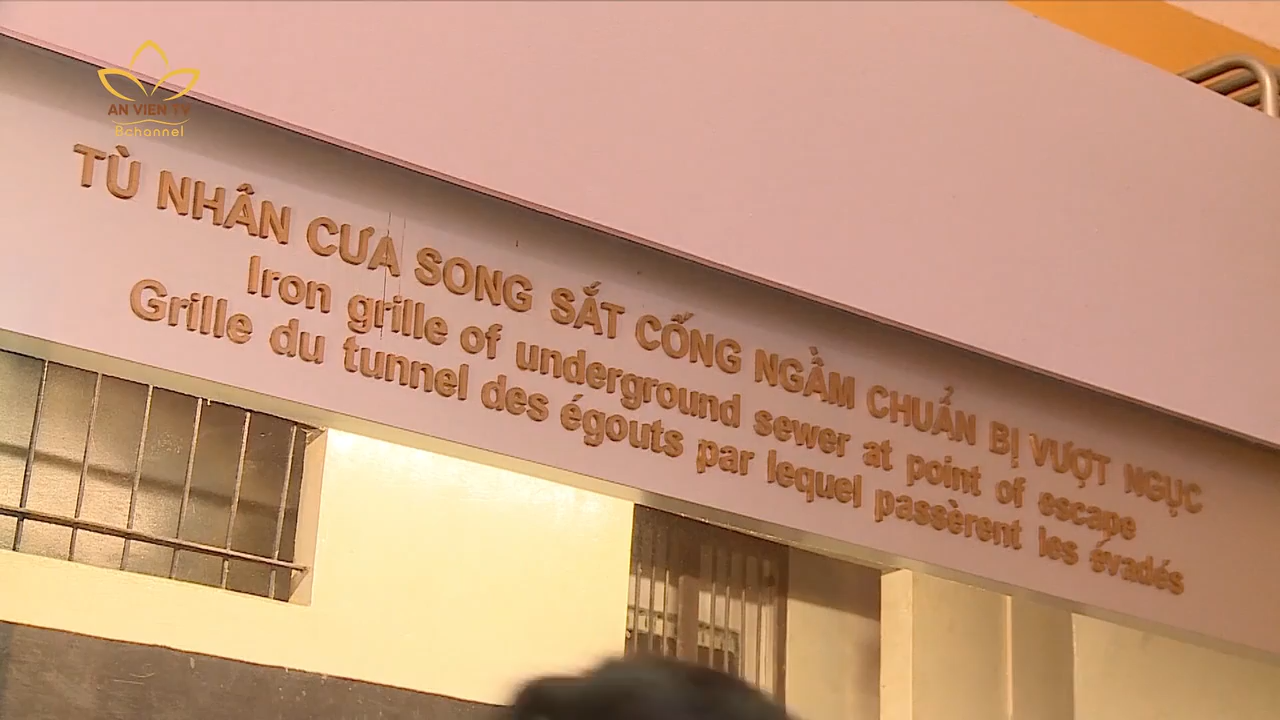 AN VIEN TV
Bchannel
TÙ NHÂN CƯA SONG SẮT CỐNG NGẦM CHUẨN BỊ VƯỢT NGỤC
Iron grille of underground sewer at point of escape
Grille du tunnel des égouts par lequel passèrent les évadés